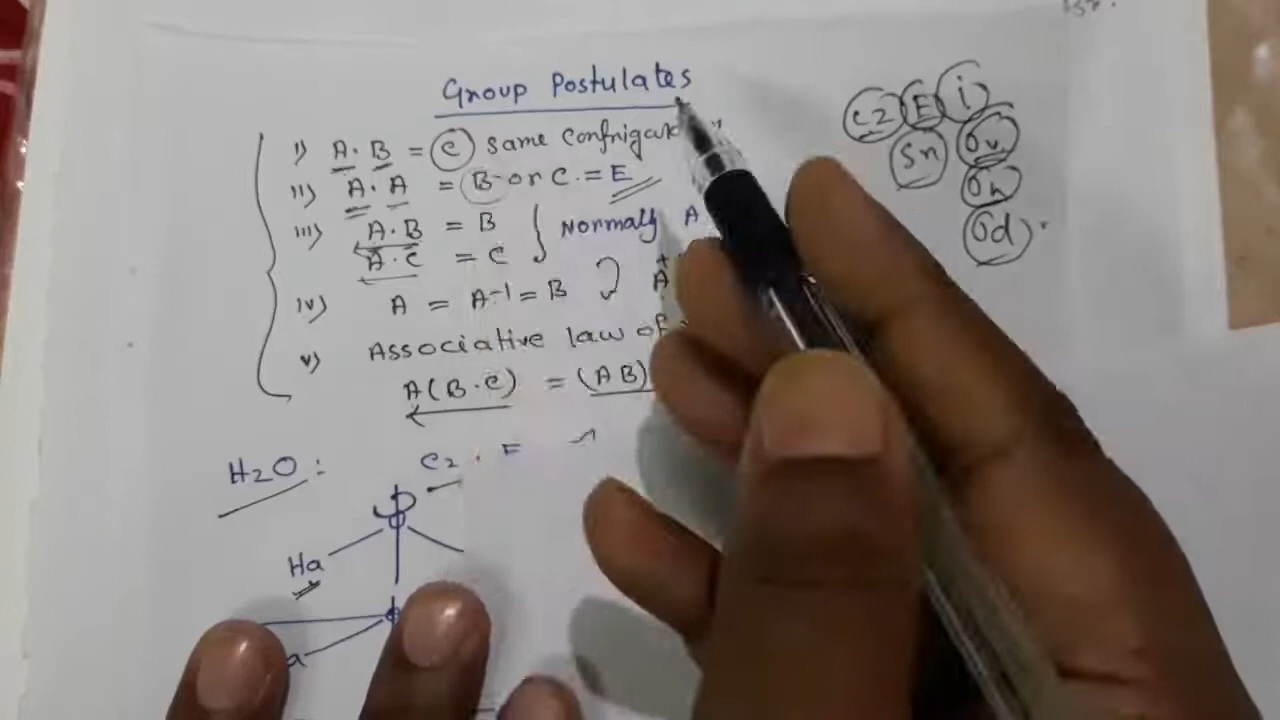 Group Postulates
i) A·B = C same
ii) A·A = B or C = E
iii) A·B = B } Normally A
A·C = C
iv) A = A-1 = B } A
v) Associative law of
A(B·C) = (AB)
H2O: C2 · E
Ha
a
C2 E i
Sn σv
σh
σd